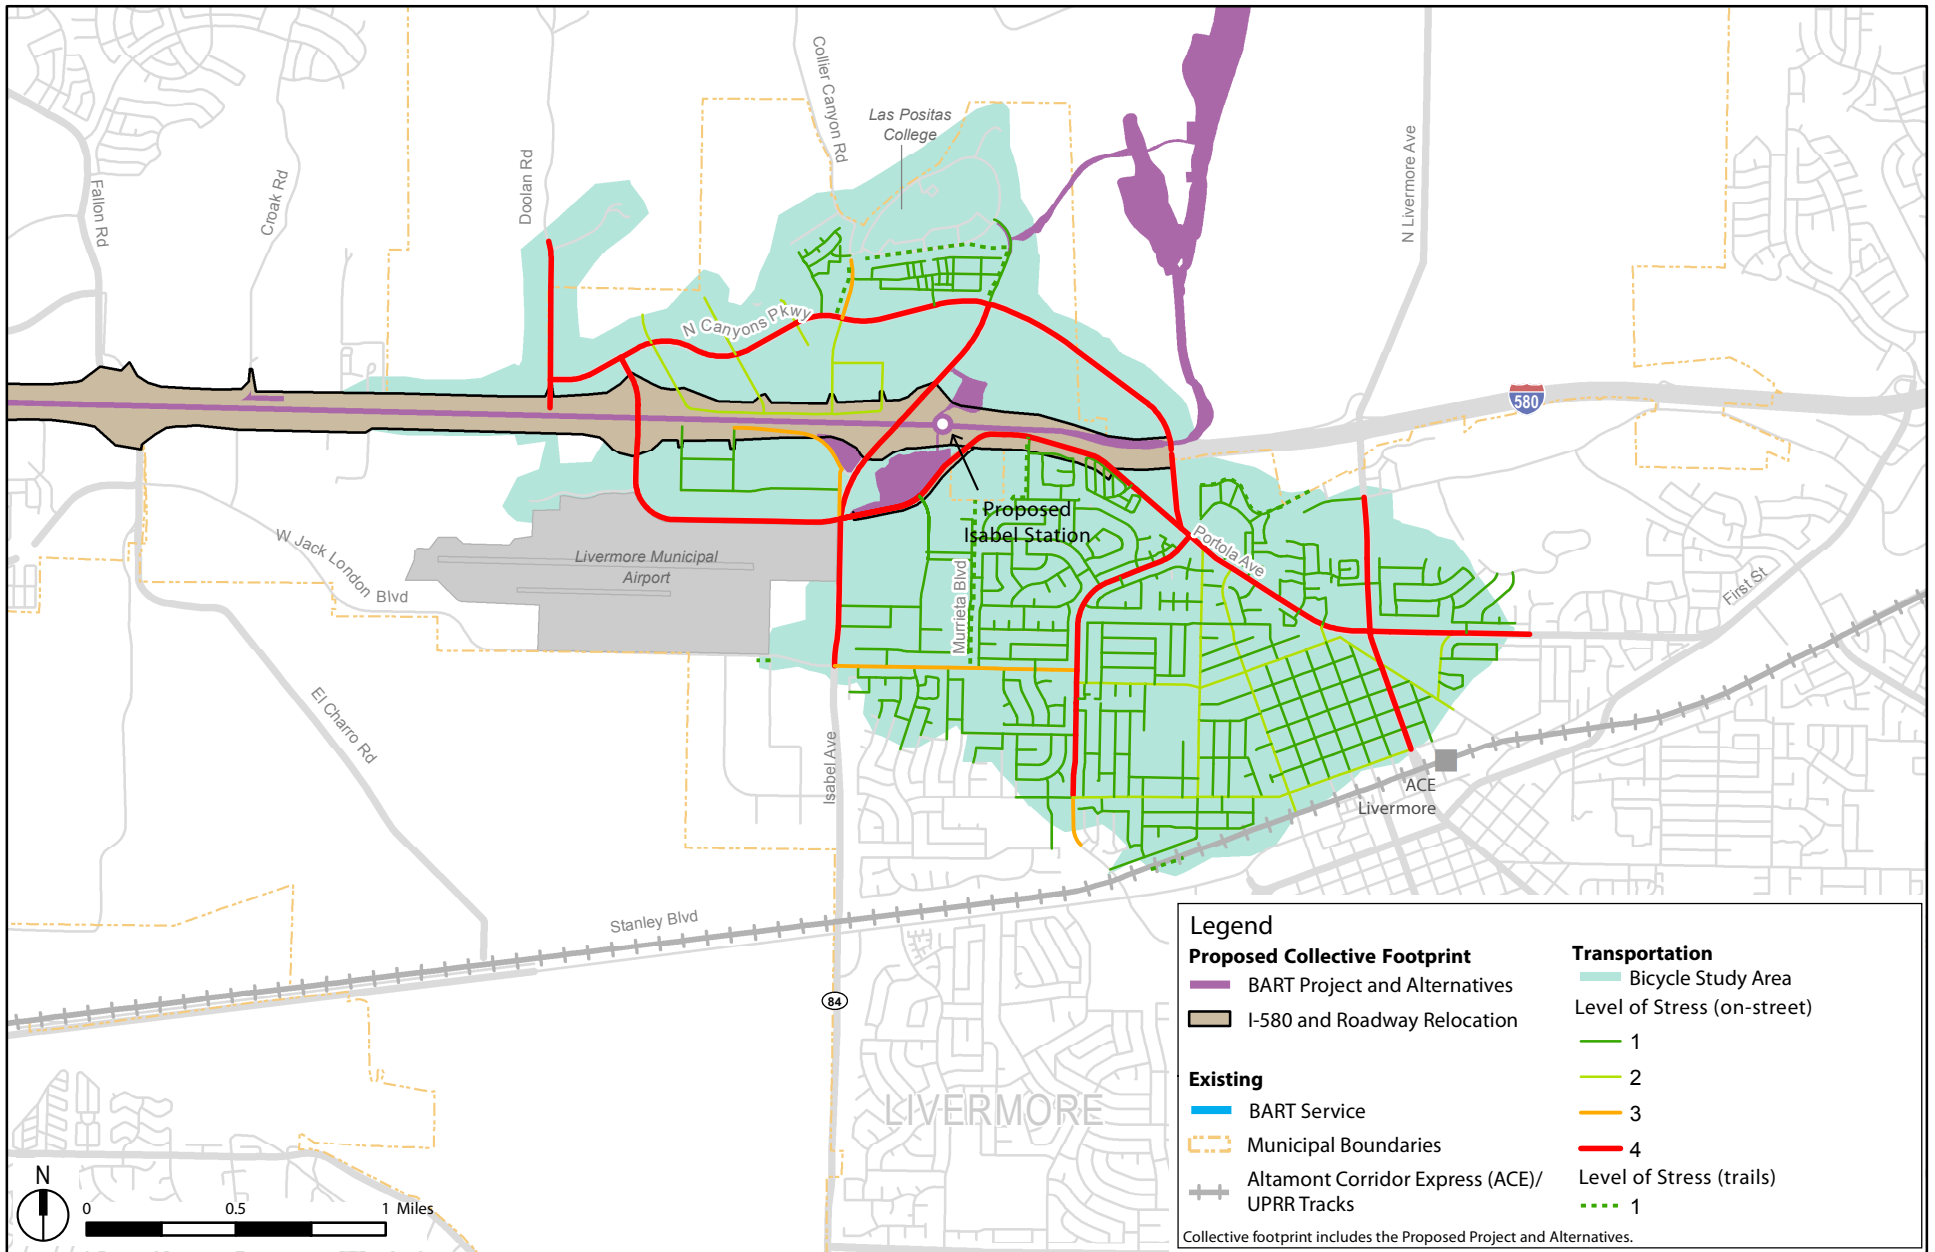 Collier Canyon Rd
Las Positas
College
N Livermore Ave
Doolan Rd
Croak Rd
Fallon Rd
N Canyons Pkwy
580
Proposed
Isabel Station
Portola Ave
W Jack London Blvd
Livermore Municipal
Airport
Murrieta Blvd
First St
El Charro Rd
Isabel Ave
ACE
Livermore
Stanley Blvd
84
LIVERMORE
N
0 0.5 1 Miles
Legend
Proposed Collective Footprint
BART Project and Alternatives
I-580 and Roadway Relocation
Existing
BART Service
Municipal Boundaries
Altamont Corridor Express (ACE)/
UPRR Tracks
Transportation
Bicycle Study Area
Level of Stress (on-street)
1
2
3
4
Level of Stress (trails)
1
Collective footprint includes the Proposed Project and Alternatives.